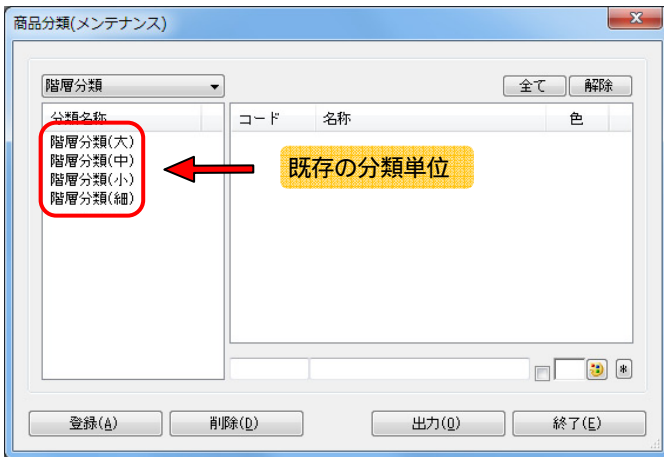 商品分類(メンテナンス)
階層分類
全て 解除
分類名称 コード 名称 色
階層分類(大)
階層分類(中)
階層分類(小)
階層分類(細)
既存の分類単位
*
登録(A) 削除(D) 出力(O) 終了(E)